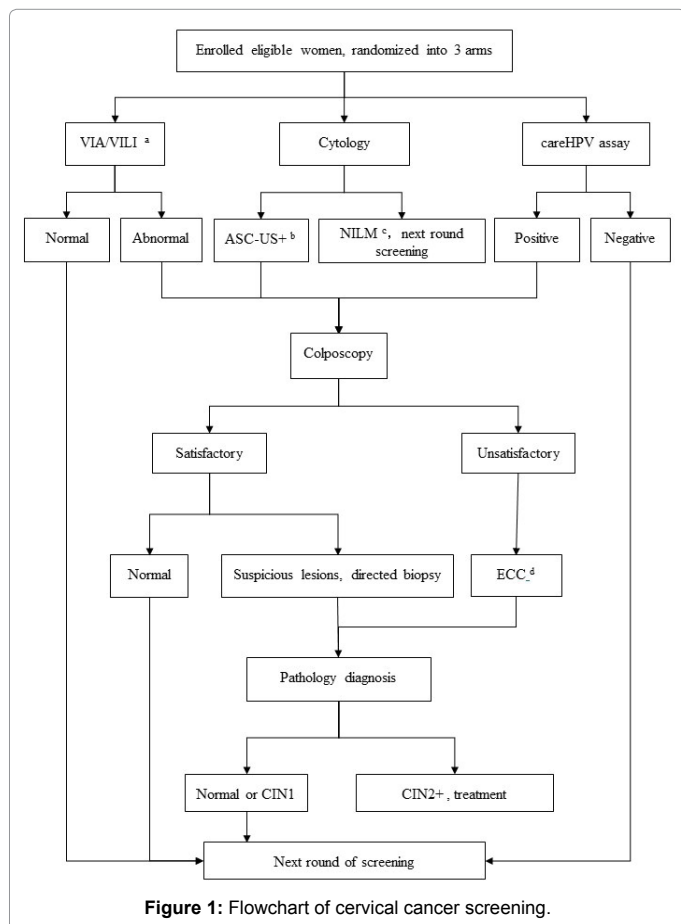 Enrolled eligible women, randomized into 3 arms
VIA/VILI a
Cytology
careHPV assay
Normal
Abnormal
ASC-US+ b
NILM c, next round
screening
Positive
Negative
Colposcopy
Satisfactory
Unsatisfactory
Normal
Suspicious lesions, directed biopsy
ECC d
Pathology diagnosis
Normal or CIN1
CIN2+, treatment
Next round of screening
Figure 1: Flowchart of cervical cancer screening.